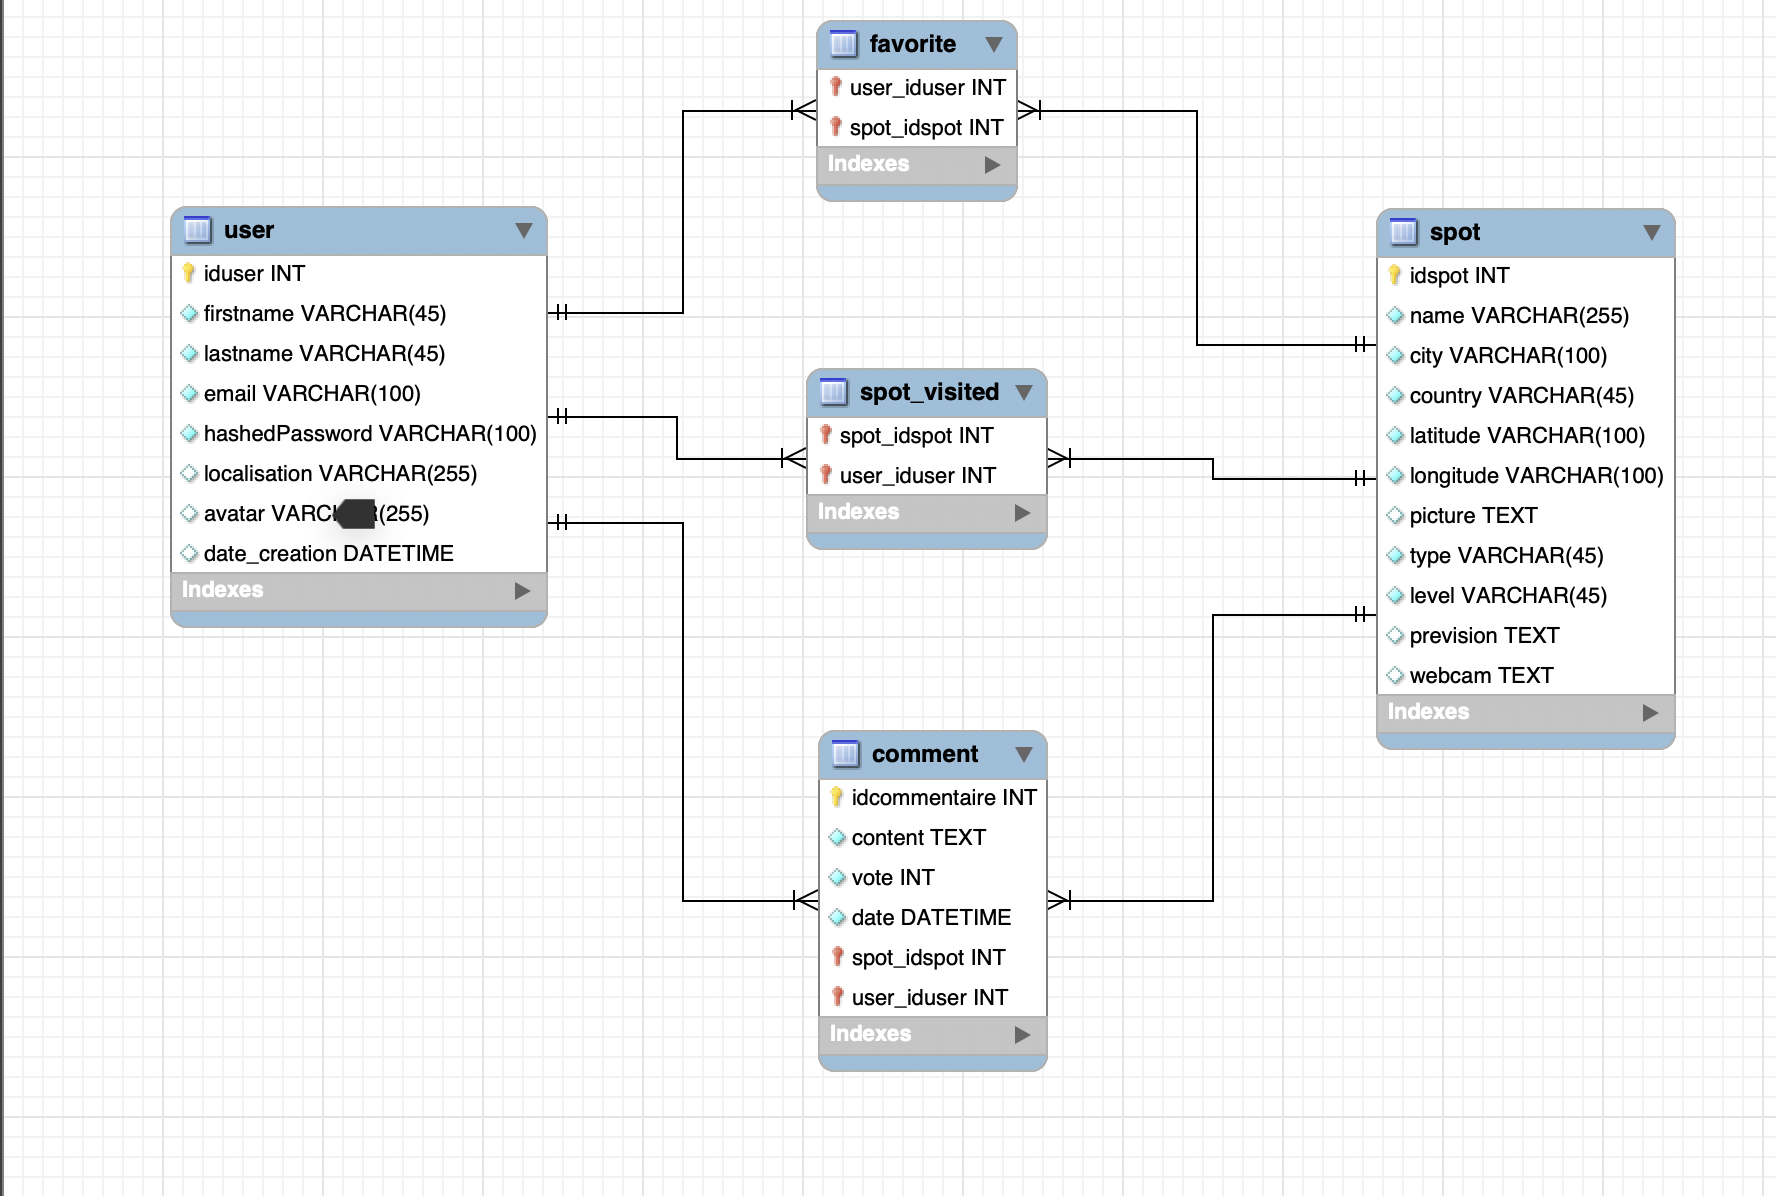 favorite
user_iduser INT
spot_idspot INT
Indexes
user
iduser INT
firstname VARCHAR(45)
lastname VARCHAR(45)
email VARCHAR(100)
hashedPassword VARCHAR(100)
localisation VARCHAR(255)
avatar (255)
date_creation DATETIME
Indexes
spot_visited
spot_idspot INT
user_iduser INT
Indexes
spot
idspot INT
name VARCHAR(255)
city VARCHAR(100)
country VARCHAR(45)
latitude VARCHAR(100)
longitude VARCHAR(100)
picture TEXT
type VARCHAR(45)
level VARCHAR(45)
prevision TEXT
webcam TEXT
Indexes
comment
idcommentaire INT
content TEXT
vote INT
date DATETIME
spot_idspot INT
user_iduser INT
Indexes